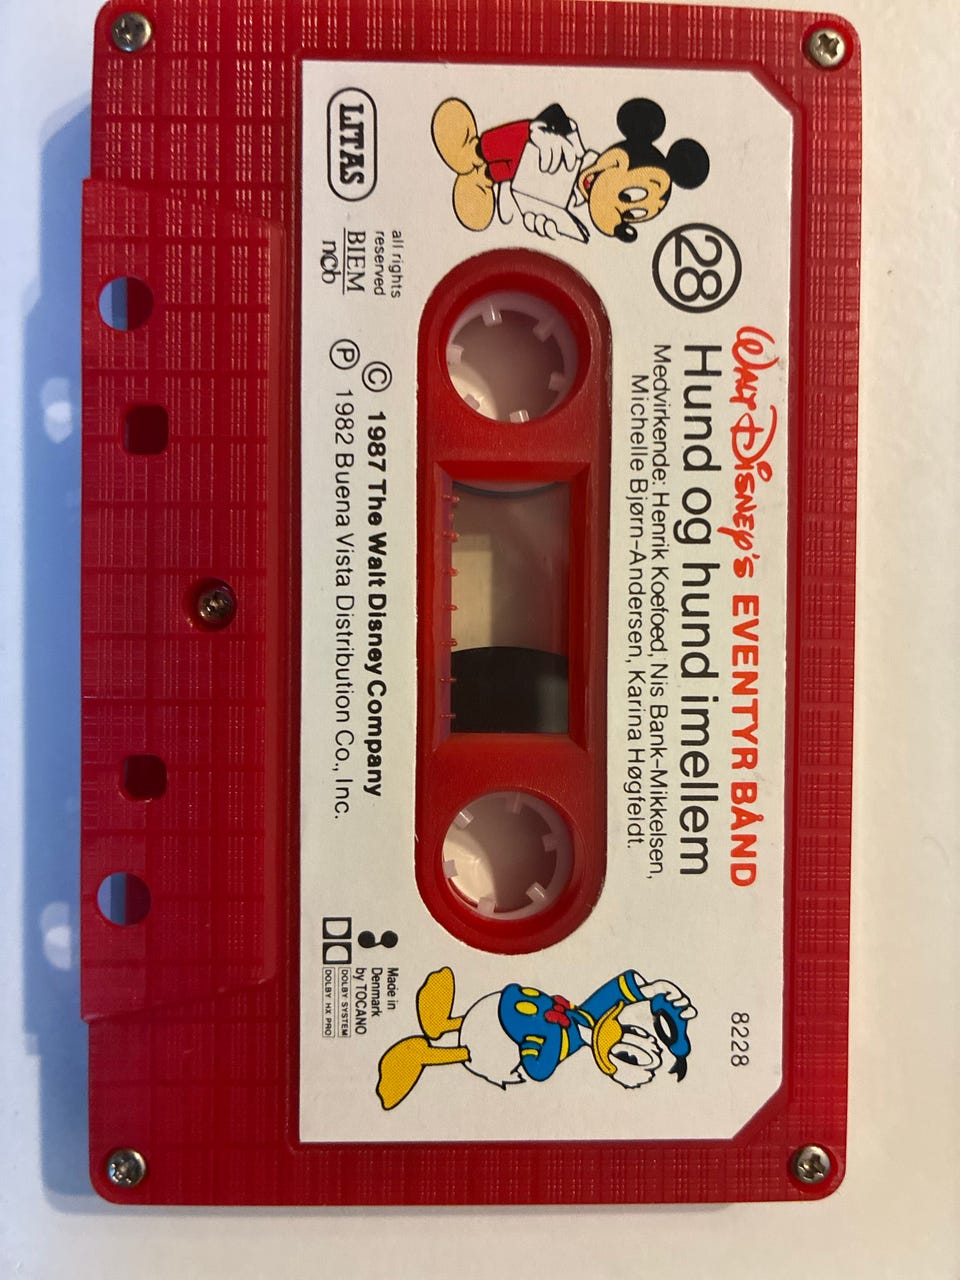 Walt Disney's EVENTYR BÅND
8228
28 Hund og hund imellem
Medvirkende: Henrik Koefoed, Nis Bank-Mikkelsen,
Michelle Bjørn-Andersen, Karina Høgfeldt.
all rights
reserved
LITAS
BIEM
ncb
© 1987 The Walt Disney Company
Ⓟ 1982 Buena Vista Distribution Co., Inc.
Made in
Denmark
by TOCANO
DOLBY SYSTEM
DOLBY HX PRO